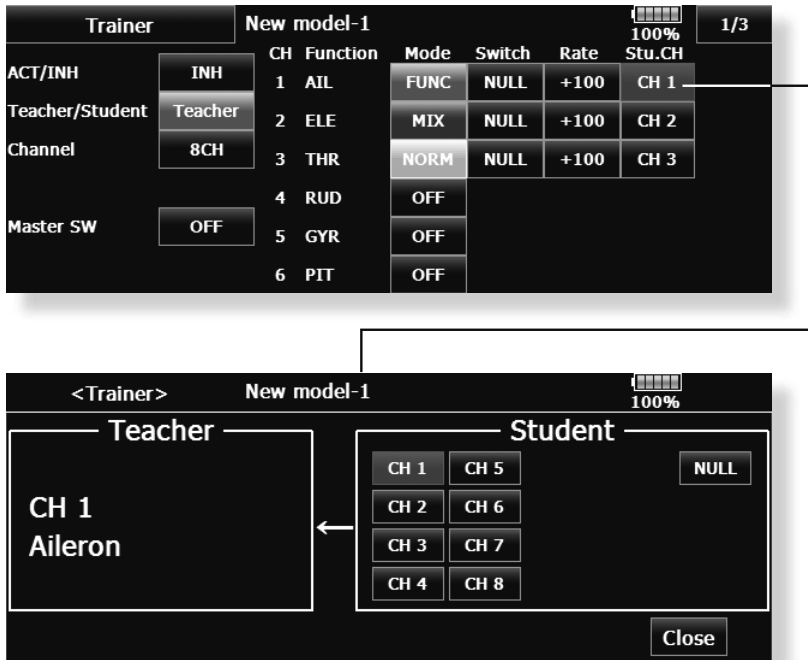 Trainer New model-1 100% 1/3
CH Function Mode Switch Rate Stu.CH
ACT/INH INH 1 AIL FUNC NULL +100 CH 1
Teacher/Student Teacher 2 ELE MIX NULL +100 CH 2
Channel 8CH 3 THR NORM NULL +100 CH 3
4 RUD OFF
Master SW OFF 5 GYR OFF
6 PIT OFF
<Trainer> New model-1 100%
Teacher Student
CH 1 CH 5 NULL
CH 1 CH 2 CH 6
Aileron ← CH 3 CH 7
CH 4 CH 8
Close